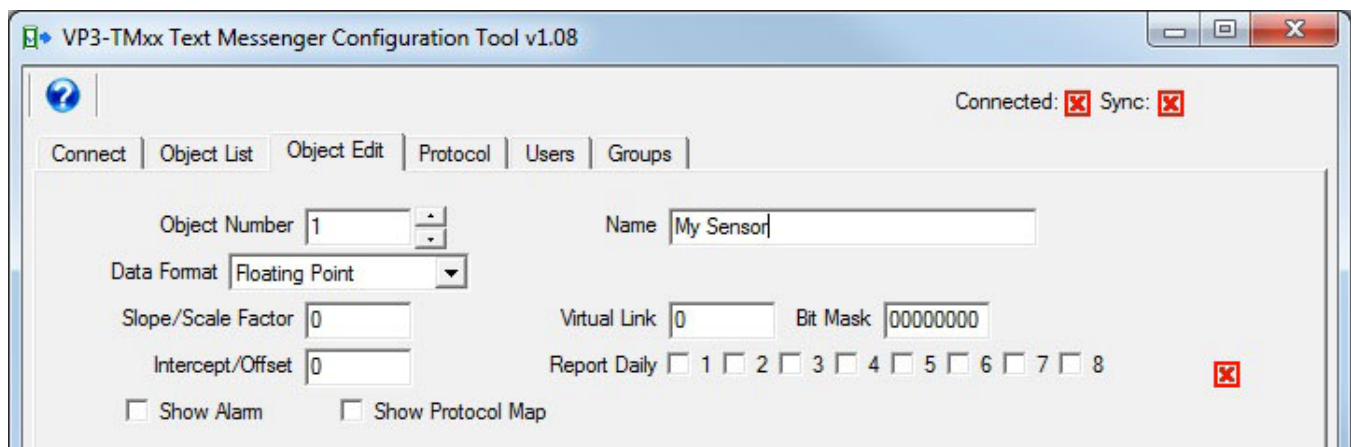 VP3-TMxx Text Messenger Configuration Tool v1.08
Connected: Sync:
Connect Object List Object Edit Protocol Users Groups
Object Number 1 Name My Sensor
Data Format Floating Point
Slope/Scale Factor 0 Virtual Link 0 Bit Mask 00000000
Intercept/Offset 0 Report Daily 1 2 3 4 5 6 7 8
Show Alarm Show Protocol Map